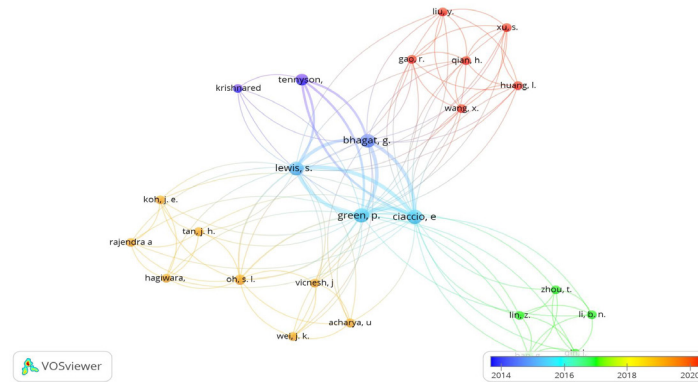 liu, y.
xu, s.
gao, r.
qian, h.
tennyson,
huang, l.
krishnared
wang, x.
bhagat, g.
lewis, s.
koh, j. e.
green, p.
ciaccio, e
tan, j. h.
rajendra a
hagiwara,
oh, s. l.
vicnesh, j
zhou, t.
lin, z.
li, b. n.
acharya, u
wei, j. k.
VOSviewer
2014
2016
2018
2020